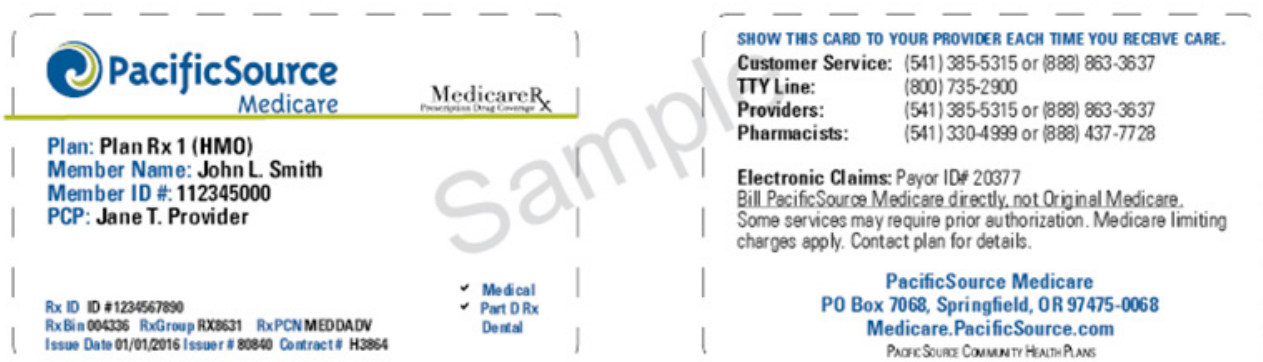 PacificSource
Medicare
MedicareRx
Prescription Drug Coverage
Plan: Plan Rx 1 (HMO)
Member Name: John L. Smith
Member ID #: 112345000
PCP: Jane T. Provider
Rx ID ID #1234567890
RxBin 004336 RxGroup RX8631 RxPCN MEDDADV
Issue Date 01/01/2016 Issuer # 80840 Contract # H3864
✓ Medical
✓ Part D Rx
Dental
Sample
SHOW THIS CARD TO YOUR PROVIDER EACH TIME YOU RECEIVE CARE.
Customer Service: (541) 385-5315 or (888) 863-3637
TTY Line: (800) 735-2900
Providers: (541) 385-5315 or (888) 863-3637
Pharmacists: (541) 330-4999 or (888) 437-7728
Electronic Claims: Payor ID# 20377
Bill PacificSource Medicare directly, not Original Medicare.
Some services may require prior authorization. Medicare limiting
charges apply. Contact plan for details.
PacificSource Medicare
PO Box 7068, Springfield, OR 97475-0068
Medicare.PacificSource.com
PACIFICSOURCE COMMUNITY HEALTH PLANS